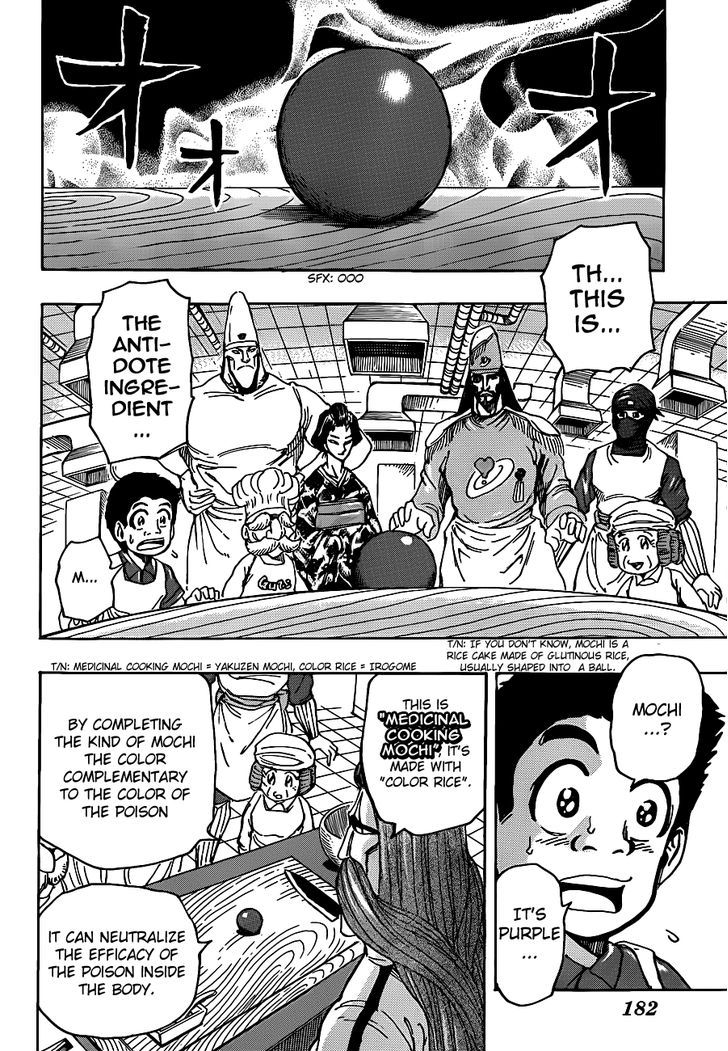 オ
オ
オ
SFX: OOO
TH...
THIS
IS...
THE
ANTI-
DOTE
INGRE-
DIENT
...
M...
GUTS
T/N: IF YOU DON'T KNOW, MOCHI IS A
RICE CAKE MADE OF GLUTINOUS RICE,
USUALLY SHAPED INTO A BALL.
T/N: MEDICINAL COOKING MOCHI = YAKUZEN MOCHI, COLOR RICE = IROGOME
MOCHI
...?
IT'S
PURPLE
...
THIS IS
"MEDICINAL
COOKING
MOCHI", IT'S
MADE WITH
"COLOR RICE".
BY COMPLETING
THE KIND OF MOCHI
THE COLOR
COMPLEMENTARY
TO THE COLOR OF
THE POISON
IT CAN NEUTRALIZE
THE EFFICACY OF
THE POISON INSIDE
THE BODY.
182